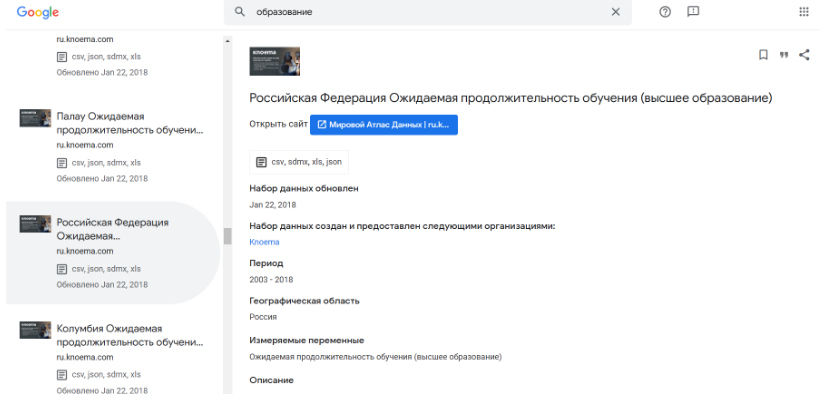 Google
образование
ru.knoema.com
csv, json, sdmx, xls
Обновлено Jan 22, 2018
Палау Ожидаемая
продолжительность обучени...
ru.knoema.com
csv, json, sdmx, xls
Обновлено Jan 22, 2018
Российская Федерация
Ожидаемая...
ru.knoema.com
csv, json, sdmx, xls
Обновлено Jan 22, 2018
Колумбия Ожидаемая
продолжительность обучени...
ru.knoema.com
csv, json, sdmx, xls
Обновлено Jan 22, 2018
knoema
Российская Федерация Ожидаемая продолжительность обучения (высшее образование)
Открыть сайт Мировой Атлас Данных | ru.k...
csv, sdmx, xls, json
Набор данных обновлен
Jan 22, 2018
Набор данных создан и предоставлен следующими организациями:
Knoema
Период
2003 - 2018
Географическая область
Россия
Измеряемые переменные
Ожидаемая продолжительность обучения (высшее образование)
Описание